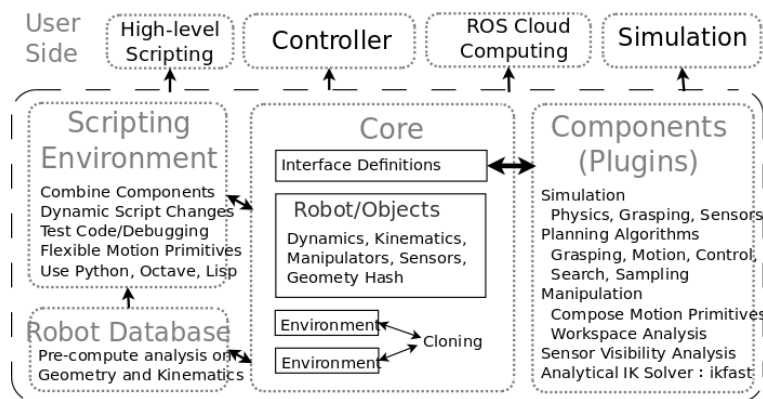 User
Side
High-level
Scripting
Controller
ROS Cloud
Computing
Simulation
Scripting
Environment
Combine Components
Dynamic Script Changes
Test Code/Debugging
Flexible Motion Primitives
Use Python, Octave, Lisp
Robot Database
Pre-compute analysis on
Geometry and Kinematics
Core
Interface Definitions
Robot/Objects
Dynamics, Kinematics,
Manipulators, Sensors,
Geomety Hash
Environment
Environment
Cloning
Components
(Plugins)
Simulation
Physics, Grasping, Sensors
Planning Algorithms
Grasping, Motion, Control,
Search, Sampling
Manipulation
Compose Motion Primitives
Workspace Analysis
Sensor Visibility Analysis
Analytical IK Solver : ikfast